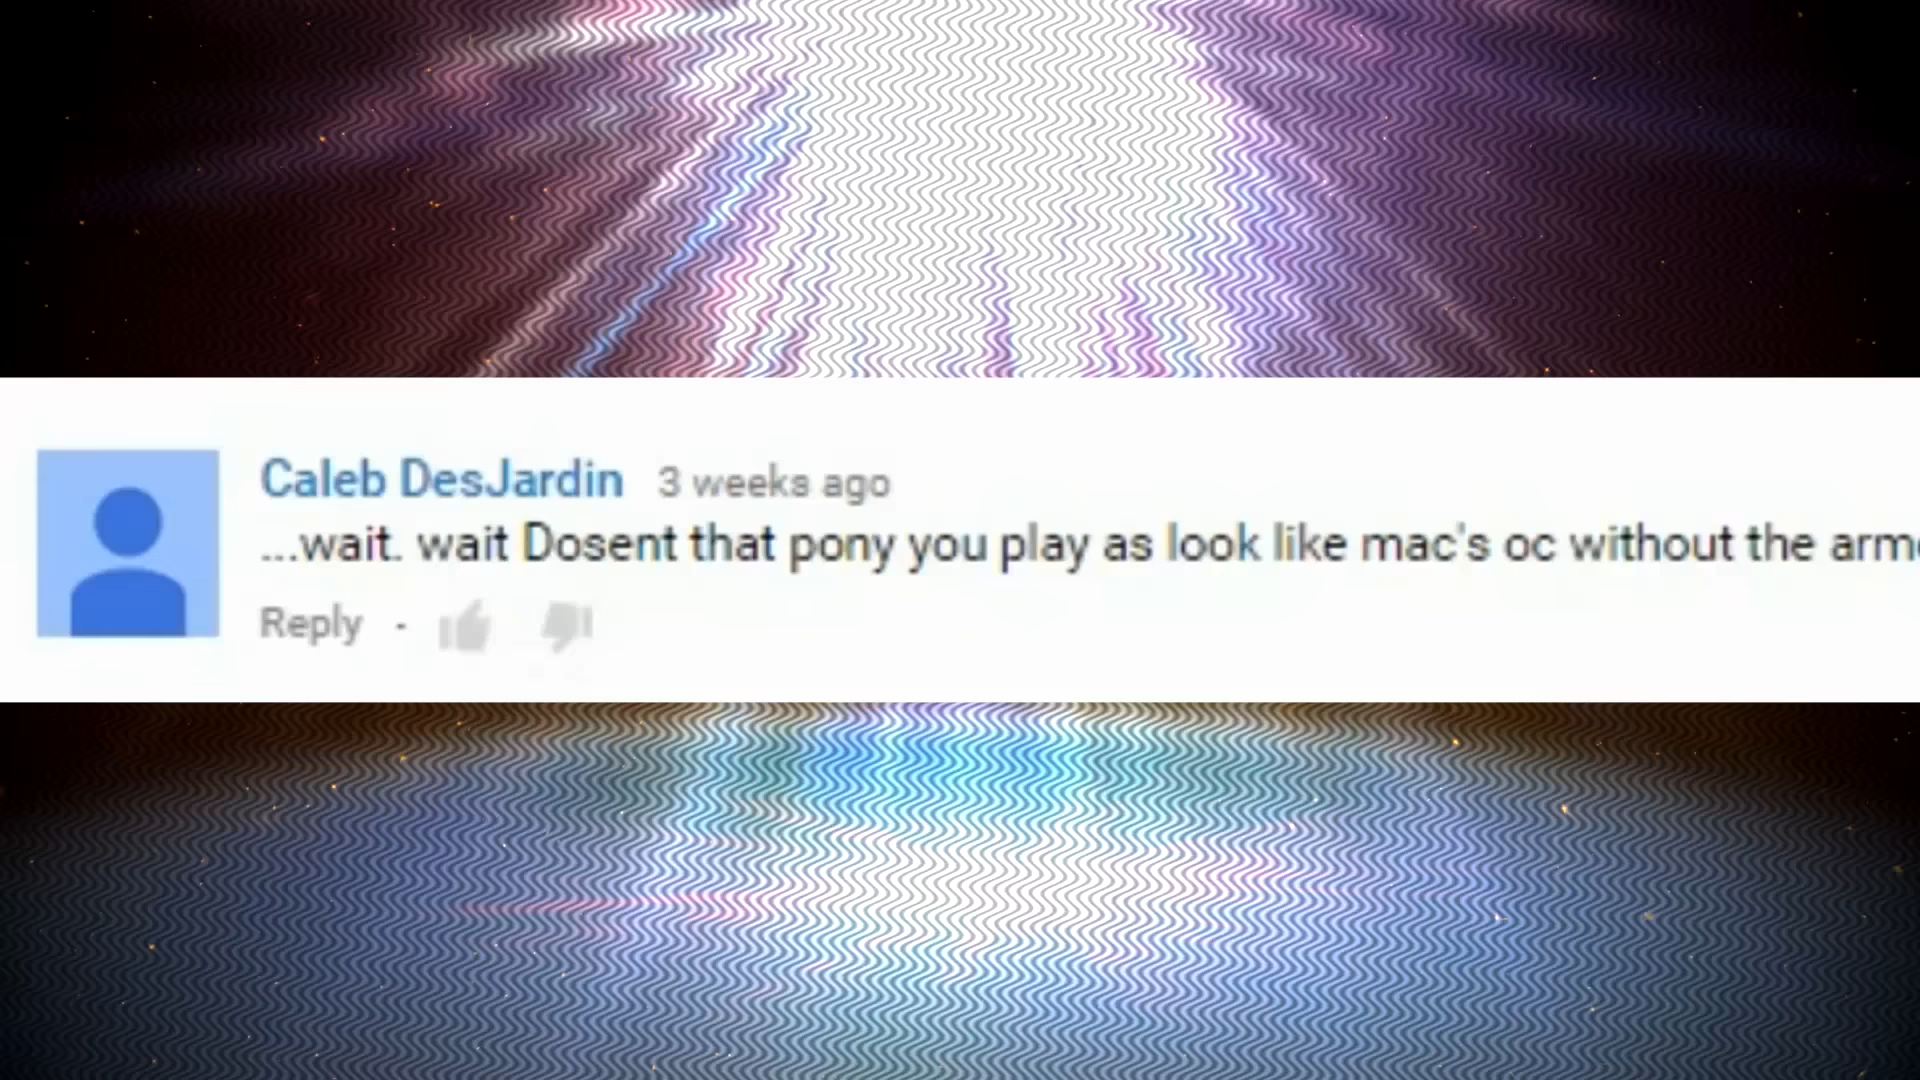 Caleb DesJardin 3 weeks ago
...wait. wait Dosent that pony you play as look like mac's oc without the
Reply ·